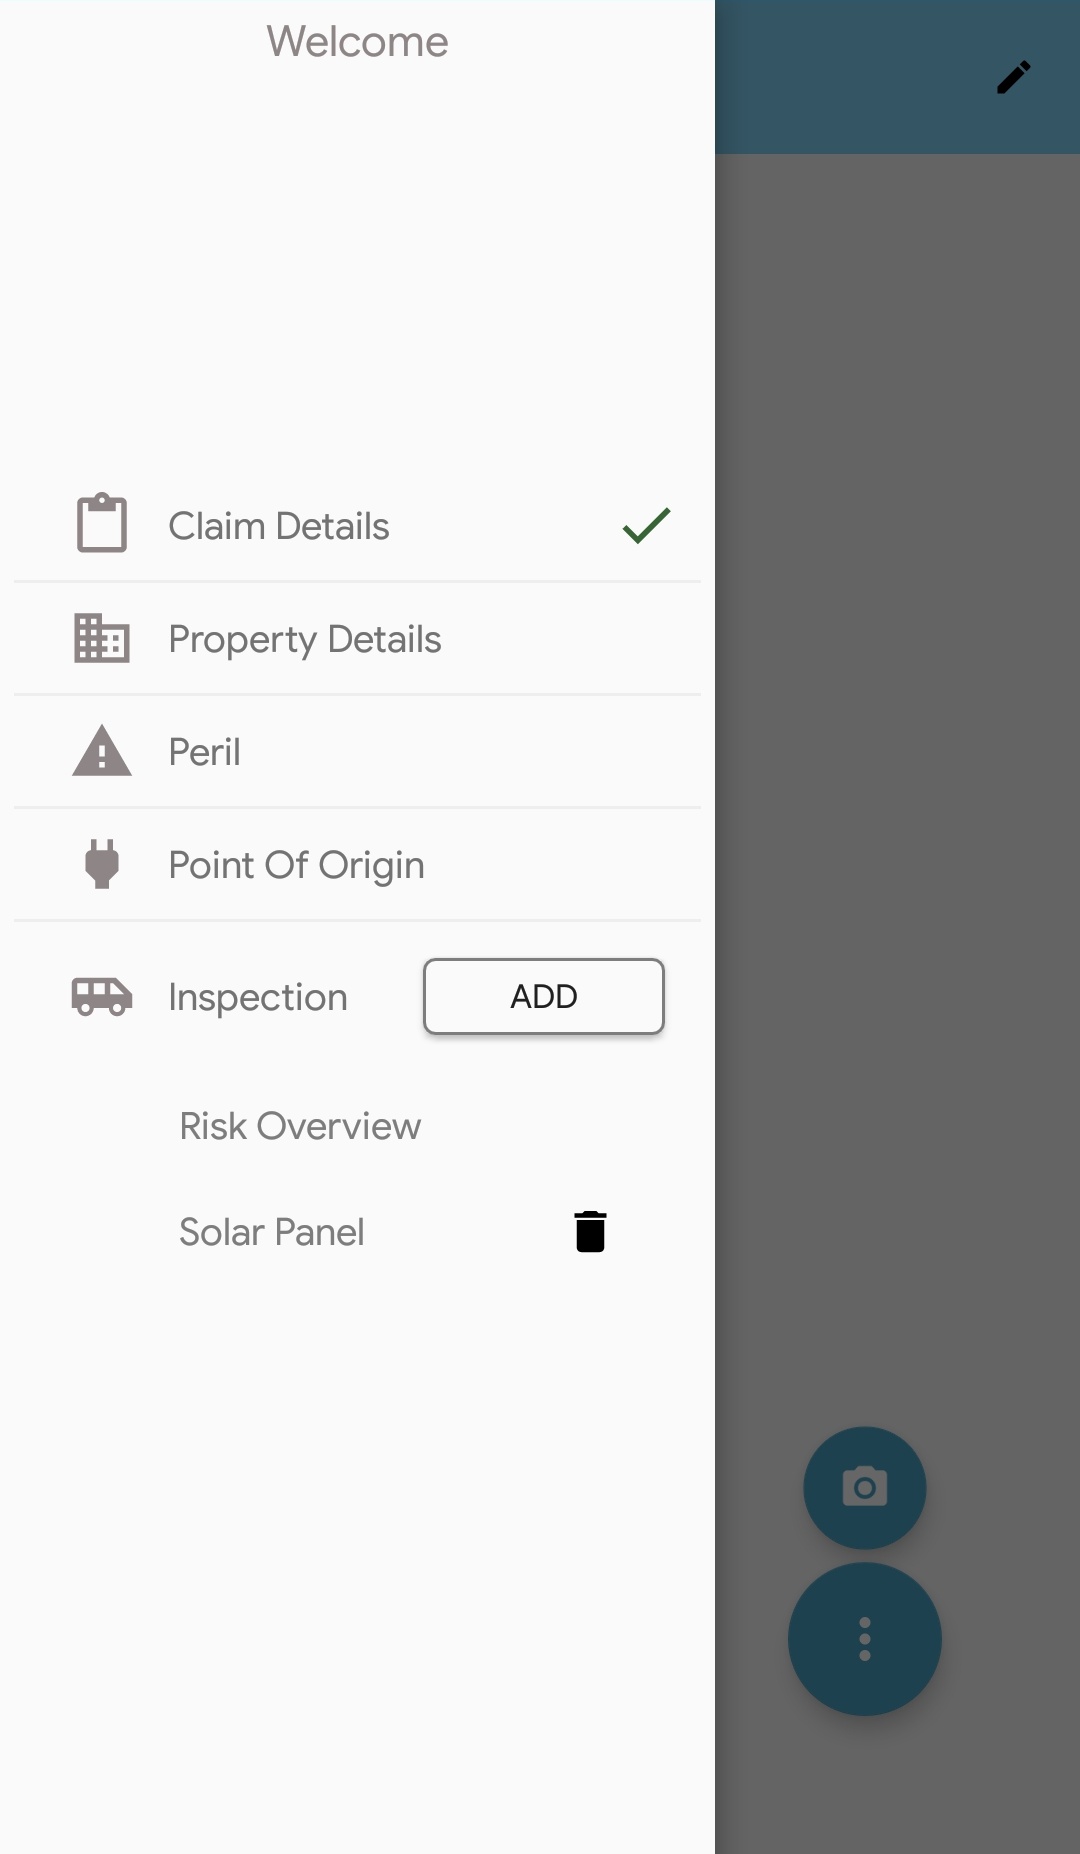 Welcome
Claim Details
Property Details
Peril
Point Of Origin
Inspection
ADD
Risk Overview
Solar Panel